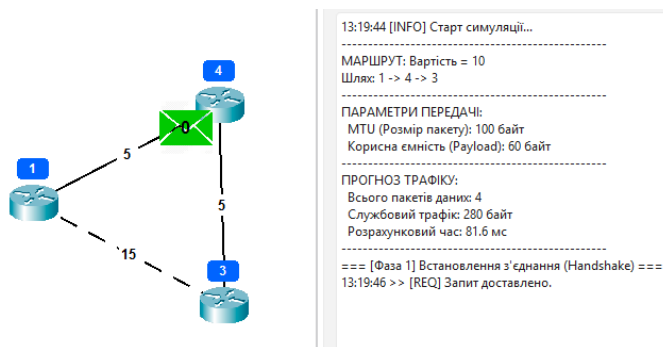 4
0
5
1
5
15
3
13:19:44 [INFO] Старт симуляції...
------------------------------------------------------
МАРШРУТ: Вартість = 10
Шлях: 1 -> 4 -> 3
------------------------------------------------------
ПАРАМЕТРИ ПЕРЕДАЧІ:
MTU (Розмір пакету): 100 байт
Корисна ємність (Payload): 60 байт
------------------------------------------------------
ПРОГНОЗ ТРАФІКУ:
Всього пакетів даних: 4
Службовий трафік: 280 байт
Розрахунковий час: 81.6 мс
------------------------------------------------------
=== [Фаза 1] Встановлення з'єднання (Handshake) ===
13:19:46 >> [REQ] Запит доставлено.